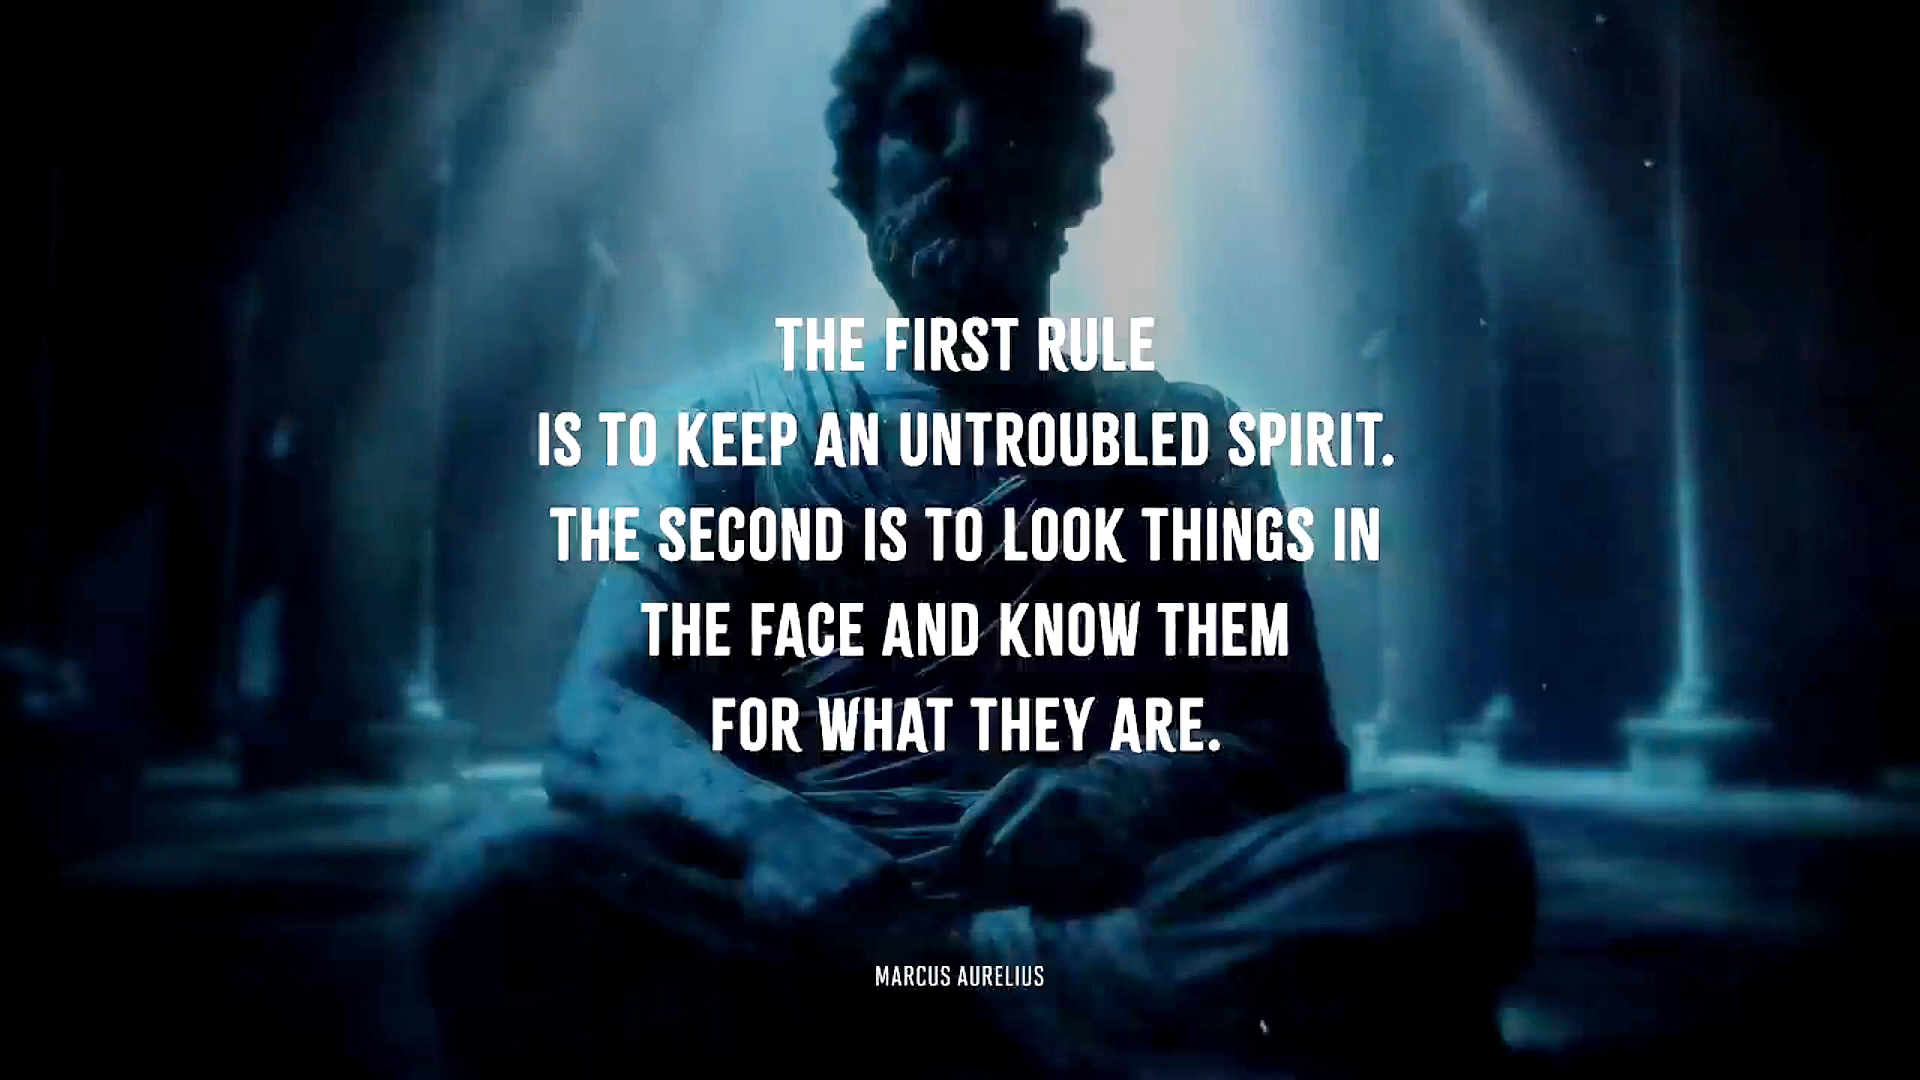 THE FIRST RULE
IS TO KEEP AN UNTROUBLED SPIRIT.
THE SECOND IS TO LOOK THINGS IN
THE FACE AND KNOW THEM
FOR WHAT THEY ARE.
MARCUS AURELIUS